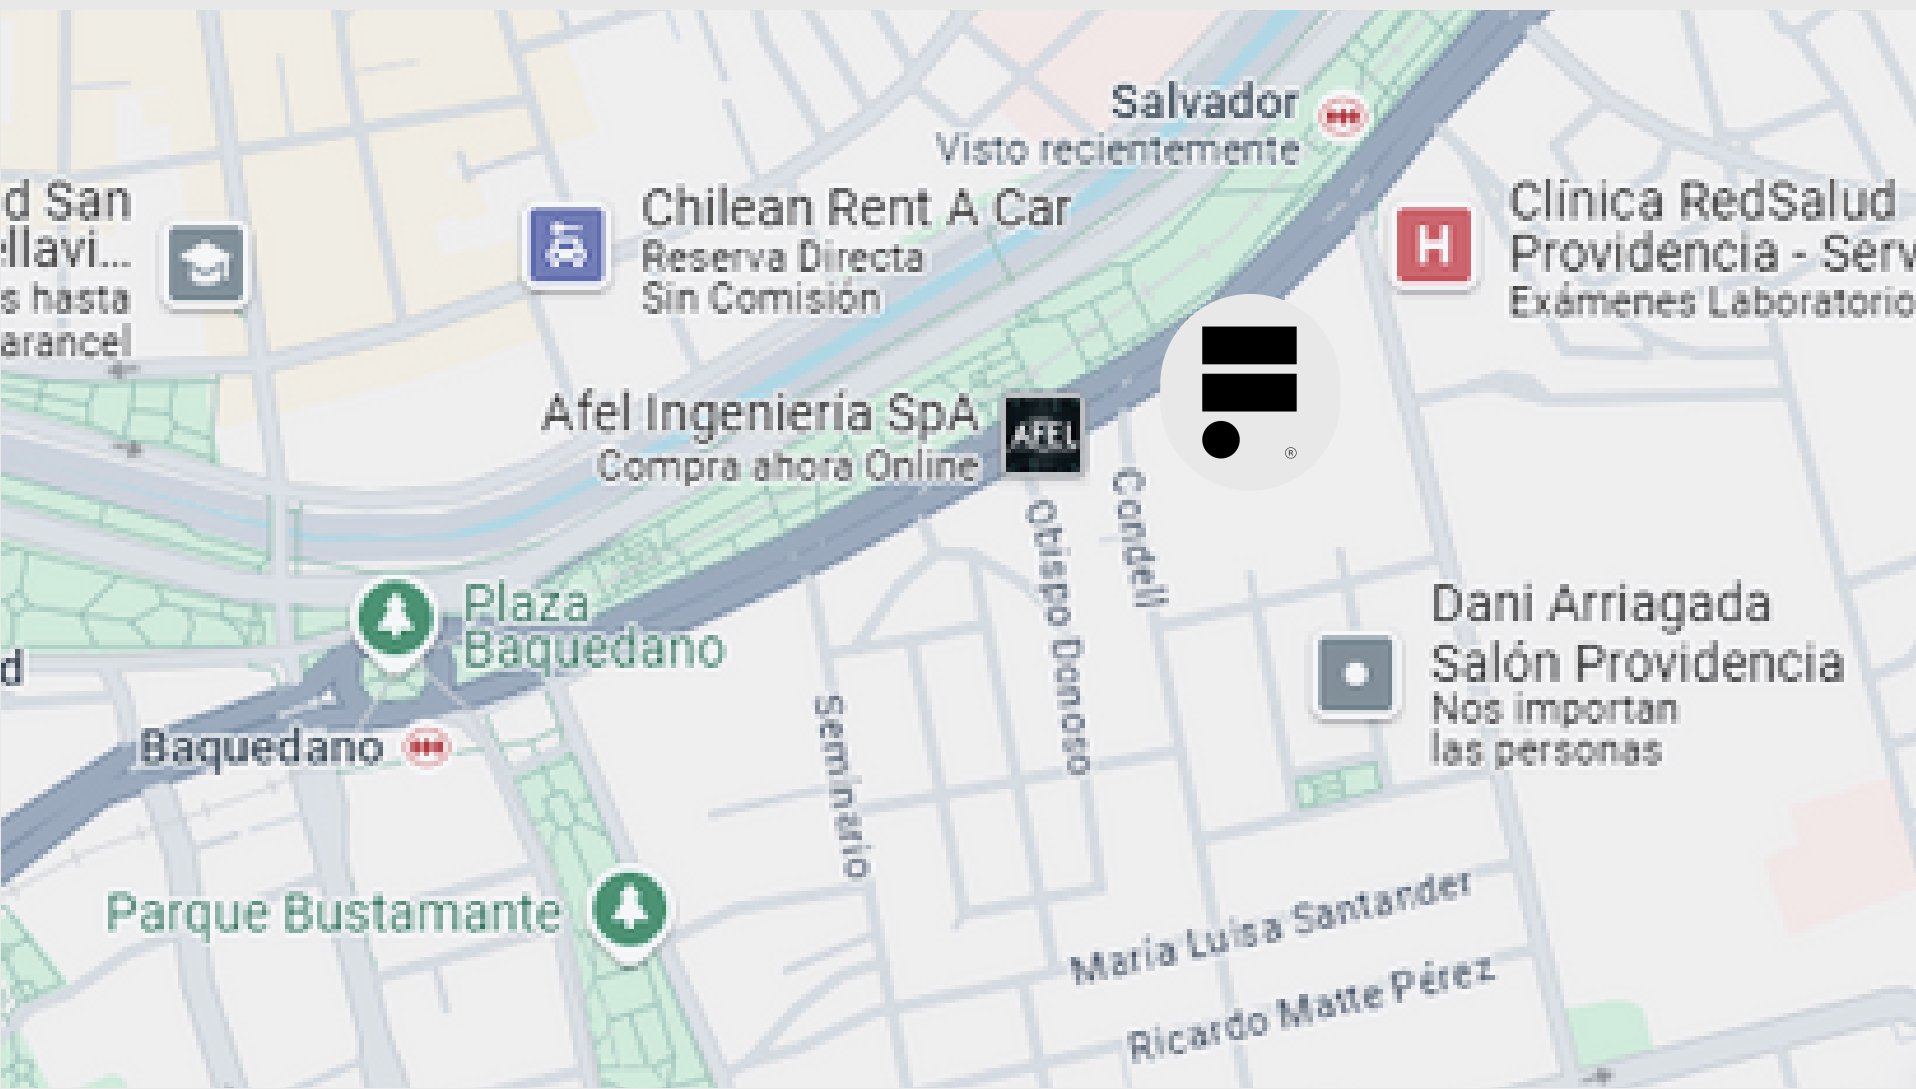 Salvador
Visto recientemente
d San
ellavi...
s hasta
arancel
Chilean Rent A Car
Reserva Directa
Sin Comisión
H
Clínica RedSalud
Providencia - Serv
Exámenes Laboratorio
Afel Ingeniería SpA
Compra ahora Online
AFEL
®
Condell
Obispo Donoso
Plaza
Baquedano
d
Baquedano
Seminario
Dani Arriagada
Salón Providencia
Nos importan
las personas
Parque Bustamante
María Luisa Santander
Ricardo Matte Pérez